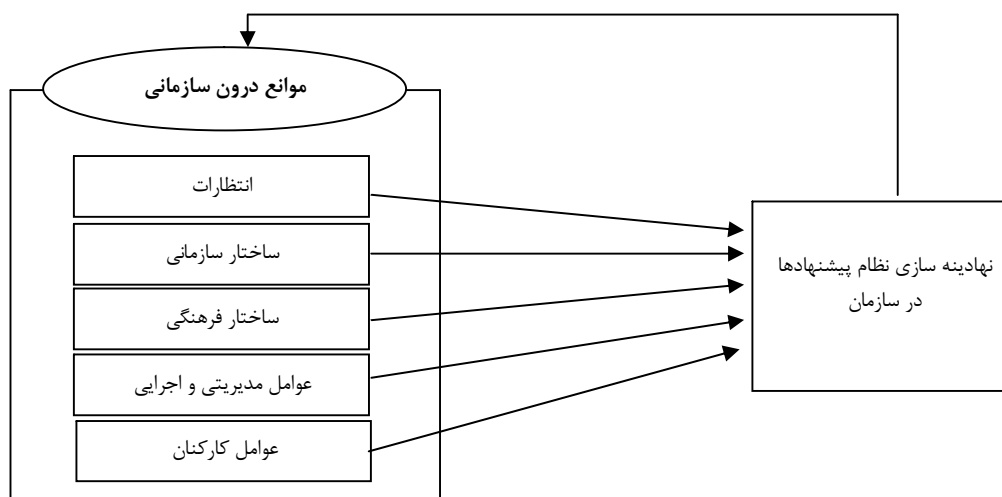 موانع درون سازمانی
انتظارات
ساختار سازمانی
ساختار فرهنگی
عوامل مدیریتی و اجرایی
عوامل کارکنان
نهادینه سازی نظام پیشنهادها
در سازمان